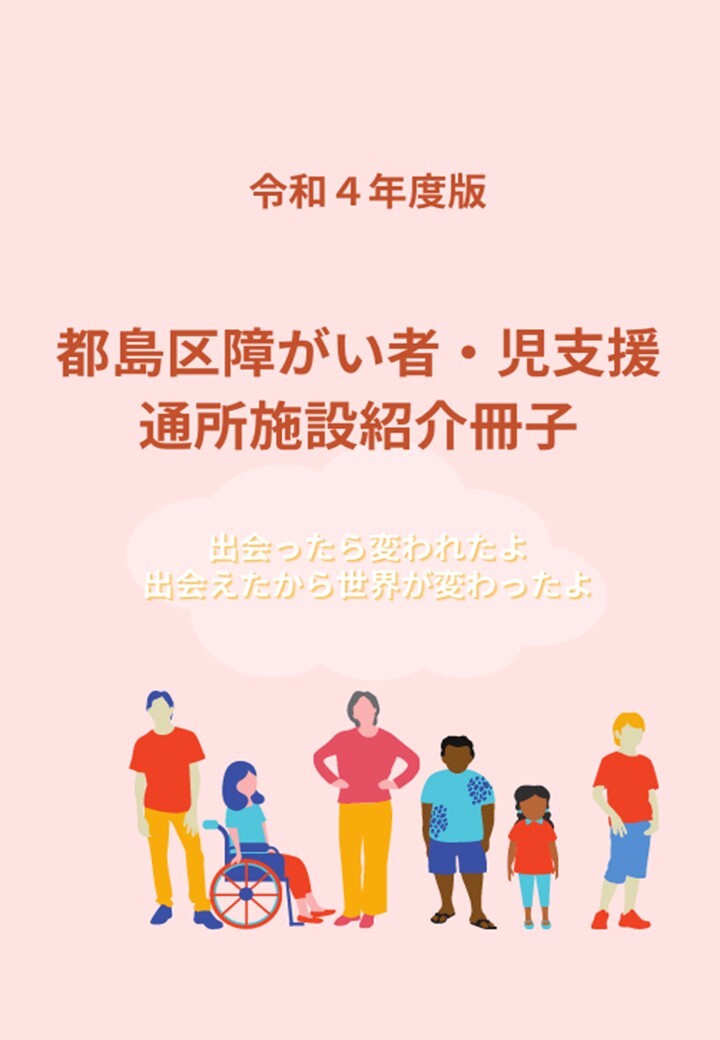 令和４年度版
都島区障がい者・児支援
通所施設紹介冊子
出会ったら変われたよ
出会えたから世界が変わったよ